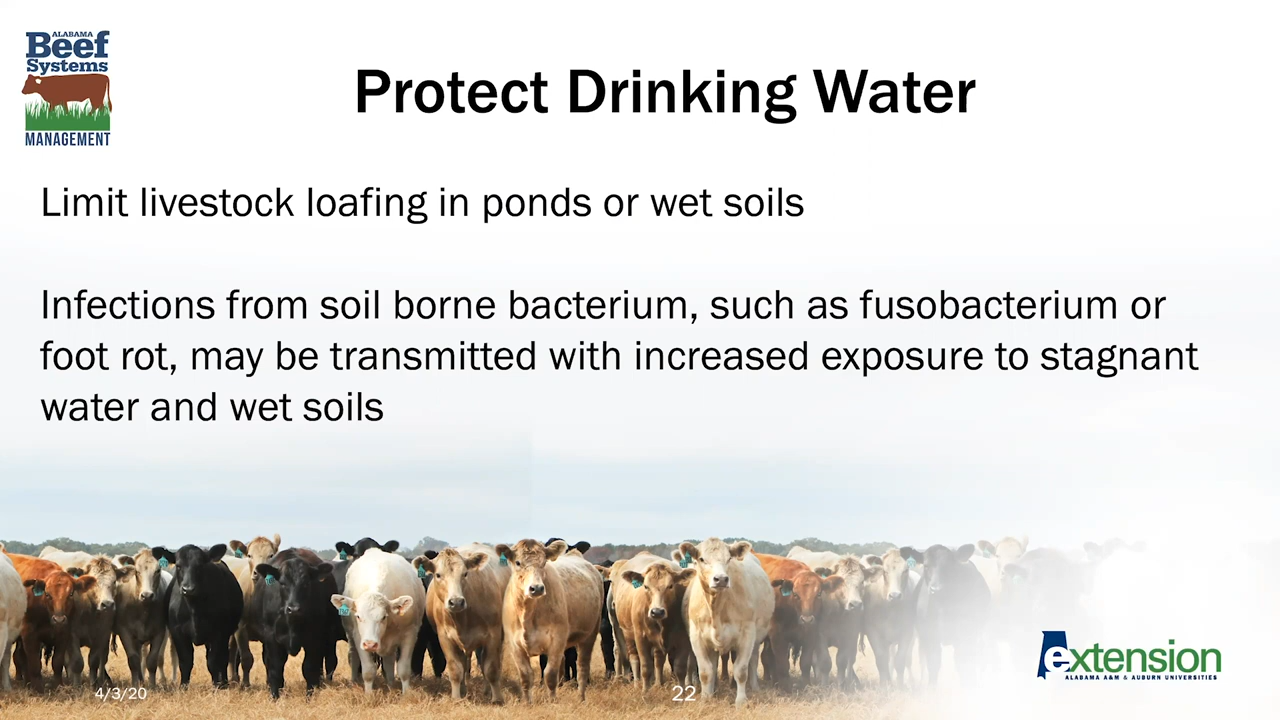 ALABAMA
Beef
Systems
MANAGEMENT
Protect Drinking Water
Limit livestock loafing in ponds or wet soils
Infections from soil borne bacterium, such as fusobacterium or
foot rot, may be transmitted with increased exposure to stagnant
water and wet soils
4/3/20
22
extension
ALABAMA A&M & AUBURN UNIVERSITIES